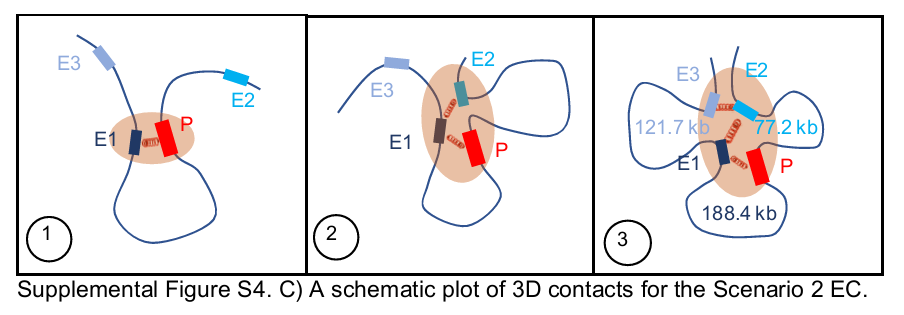 E3
E2
E1
P
1
E2
E3
E1
P
2
E3
E2
121.7 kb
77.2 kb
E1
P
188.4 kb
3
Supplemental Figure S4. C) A schematic plot of 3D contacts for the Scenario 2 EC.